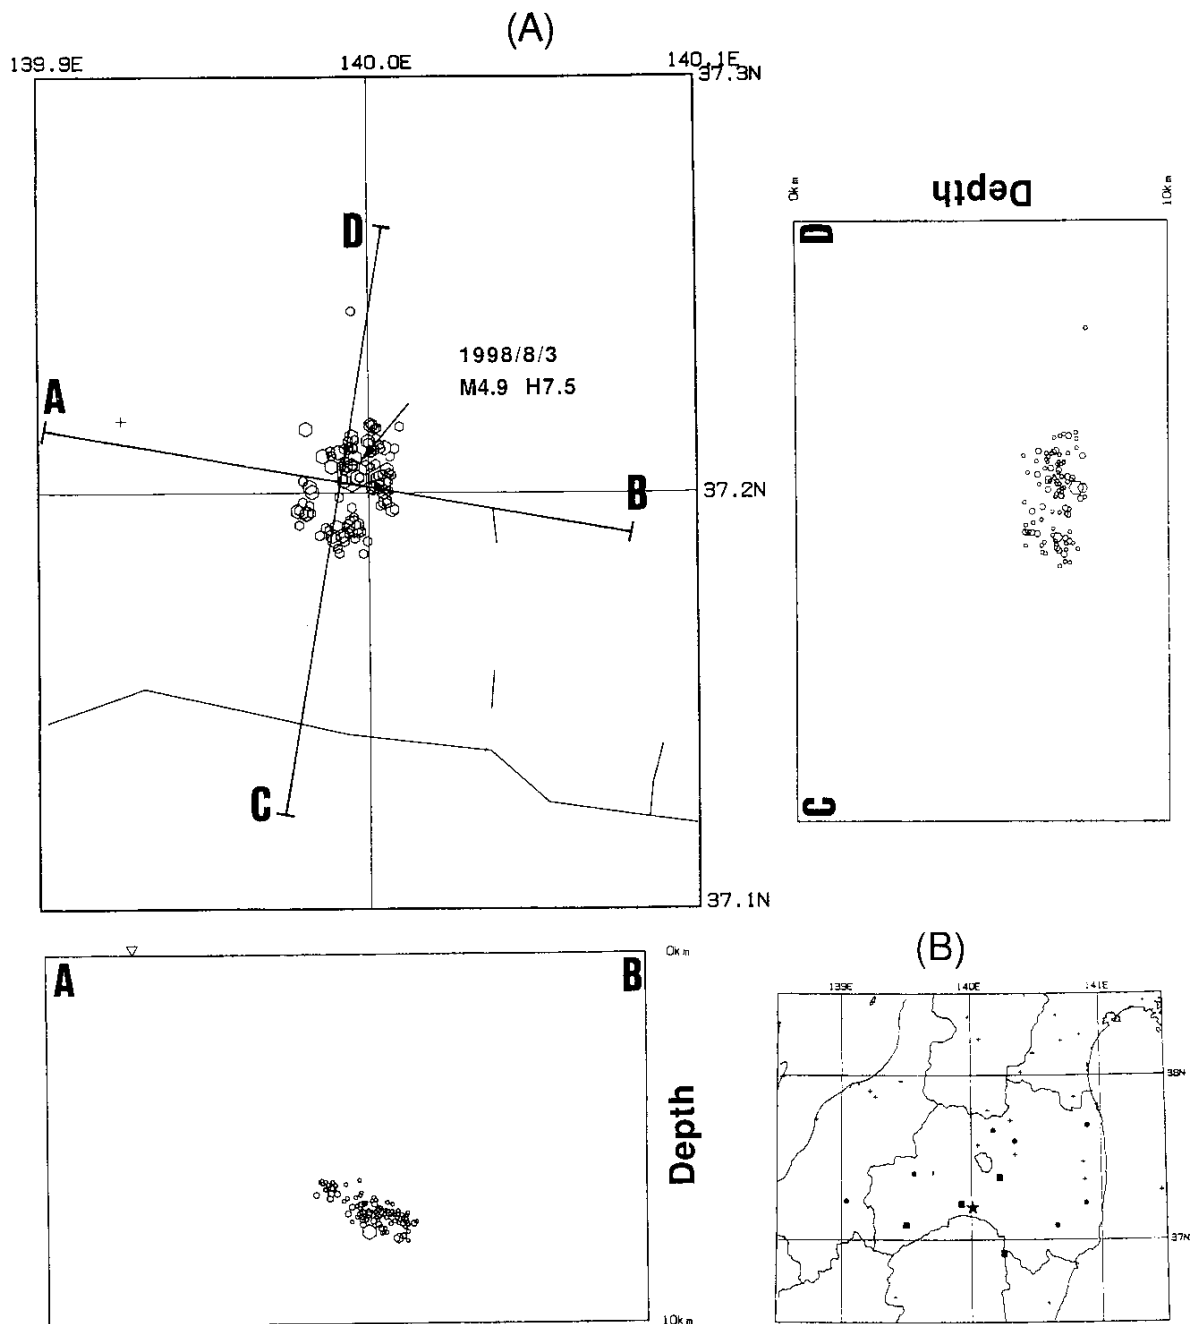 (A)
139.9E
140.0E
140.1E
37.3N
D
1998/8/3
M4.9 H7.5
A
B
37.2N
C
37.1N
0km
Depth
10km
D
C
A
B
0km
Depth
10km
(B)
139E
140E
141E
38N
37N